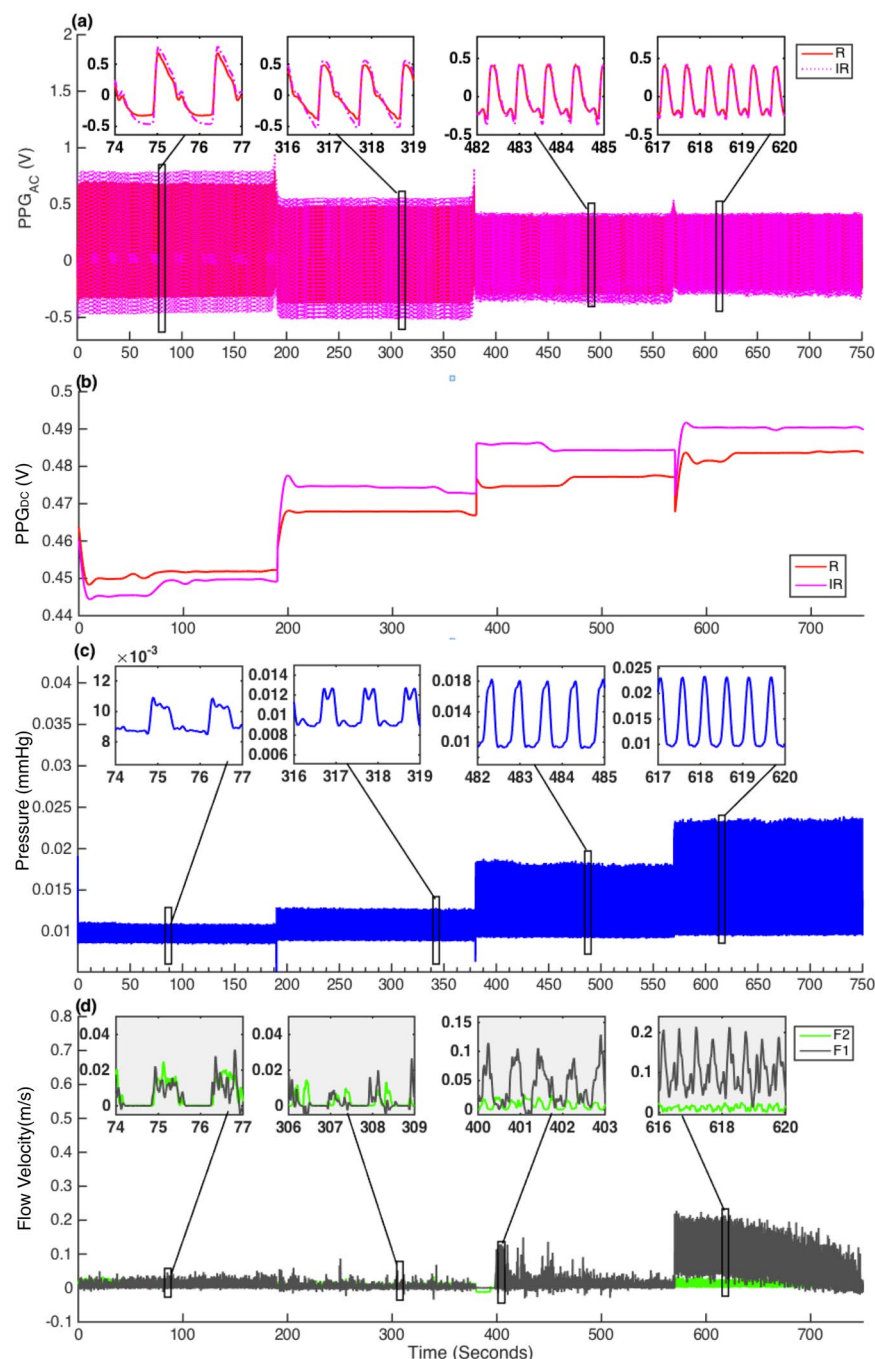 (a)
2
1.5
1
0.5
0
-0.5
PPG_AC (V)
0.5
0
-0.5
74 75 76 77
0.5
0
-0.5
316 317 318 319
0.5
0
-0.5
482 483 484 485
0.5
0
-0.5
617 618 619 620
R
IR
0 50 100 150 200 250 300 350 400 450 500 550 600 650 700 750
(b)
0.5
0.49
0.48
0.47
0.46
0.45
0.44
PPGDC (V)
R
IR
0 100 200 300 400 500 600 700
(c)
0.04
0.035
0.03
0.025
0.02
0.015
0.01
Pressure (mmHg)
×10⁻³
12
10
8
74 75 76 77
0.014
0.012
0.01
0.008
0.006
316 317 318 319
0.018
0.014
0.01
482 483 484 485
0.025
0.02
0.015
0.01
617 618 619 620
0 50 100 150 200 250 300 350 400 450 500 550 600 650 700 750
(d)
0.8
0.7
0.6
0.5
0.4
0.3
0.2
0.1
0
-0.1
Flow Velocity(m/s)
0.04
0.02
0
74 75 76 77
0.04
0.02
0
306 307 308 309
0.15
0.1
0.05
0
400 401 402 403
0.2
0.1
0
616 618 620
F2
F1
0 100 200 300 400 500 600 700
Time (Seconds)